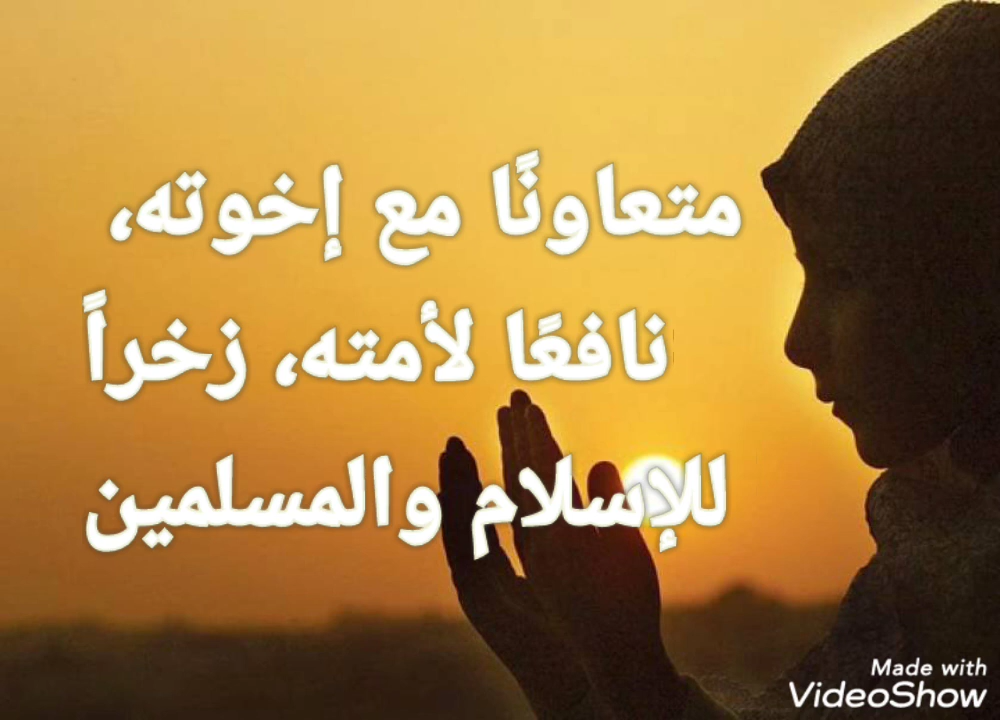 متعاونًا مع إخوته،
نافعًا لأمته، زخراً
للإسلام والمسلمين
Made with
VideoShow